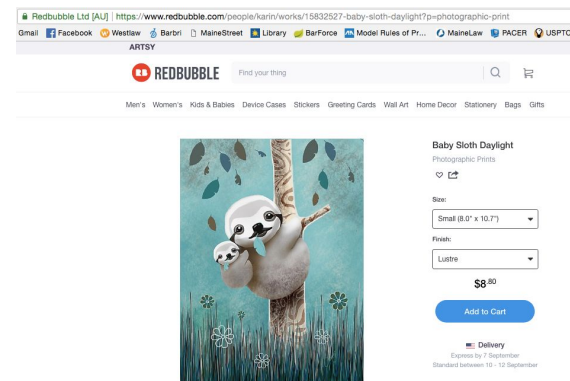 Redbubble Ltd [AU] | https://www.redbubble.com/people/karin/works/15832527-baby-sloth-daylight?p=photographic-print
Gmail Facebook Westlaw Barbri MaineStreet Library BarForce Model Rules of Pr... MaineLaw PACER USPTO
ARTSY
RB REDBUBBLE Find your thing
Men's Women's Kids & Babies Device Cases Stickers Greeting Cards Wall Art Home Decor Stationery Bags Gifts
Baby Sloth Daylight
Photographic Prints
Size:
Small (8.0" x 10.7")
Finish:
Lustre
$8.80
Add to Cart
Delivery
Express by 7 September
Standard between 10 - 12 September